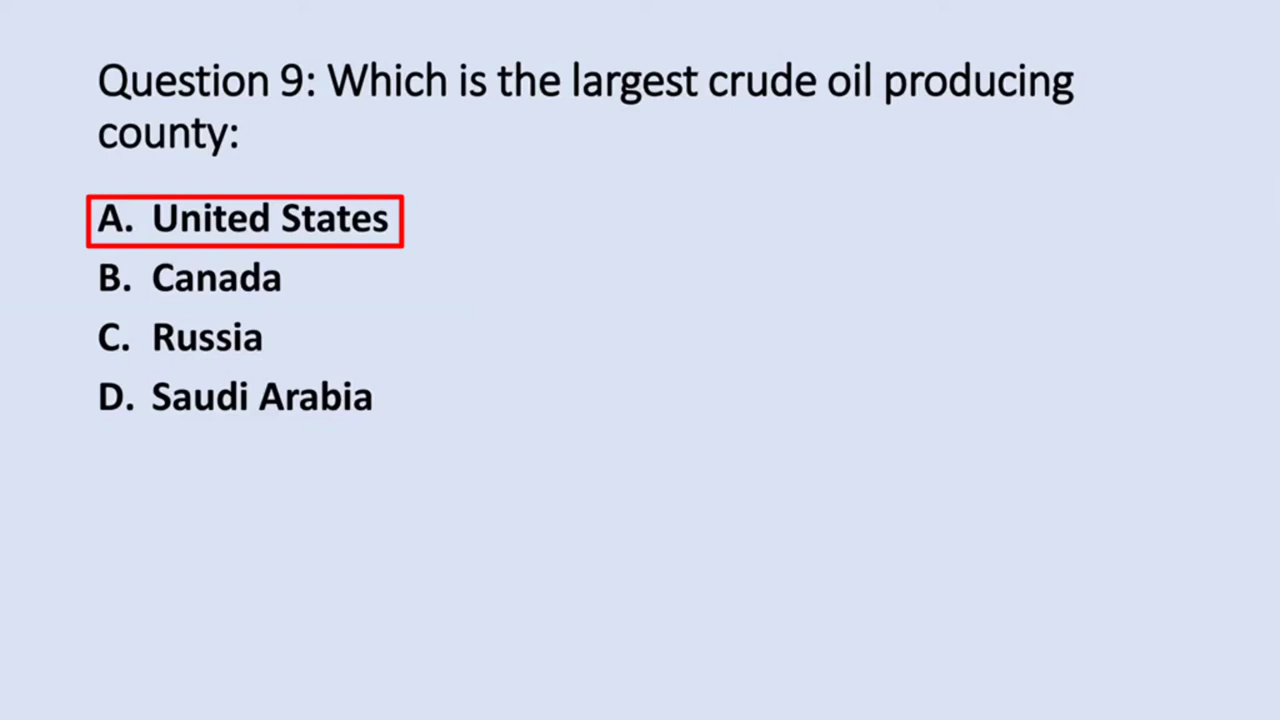 Question 9: Which is the largest crude oil producing
county:
A. United States
B. Canada
C. Russia
D. Saudi Arabia